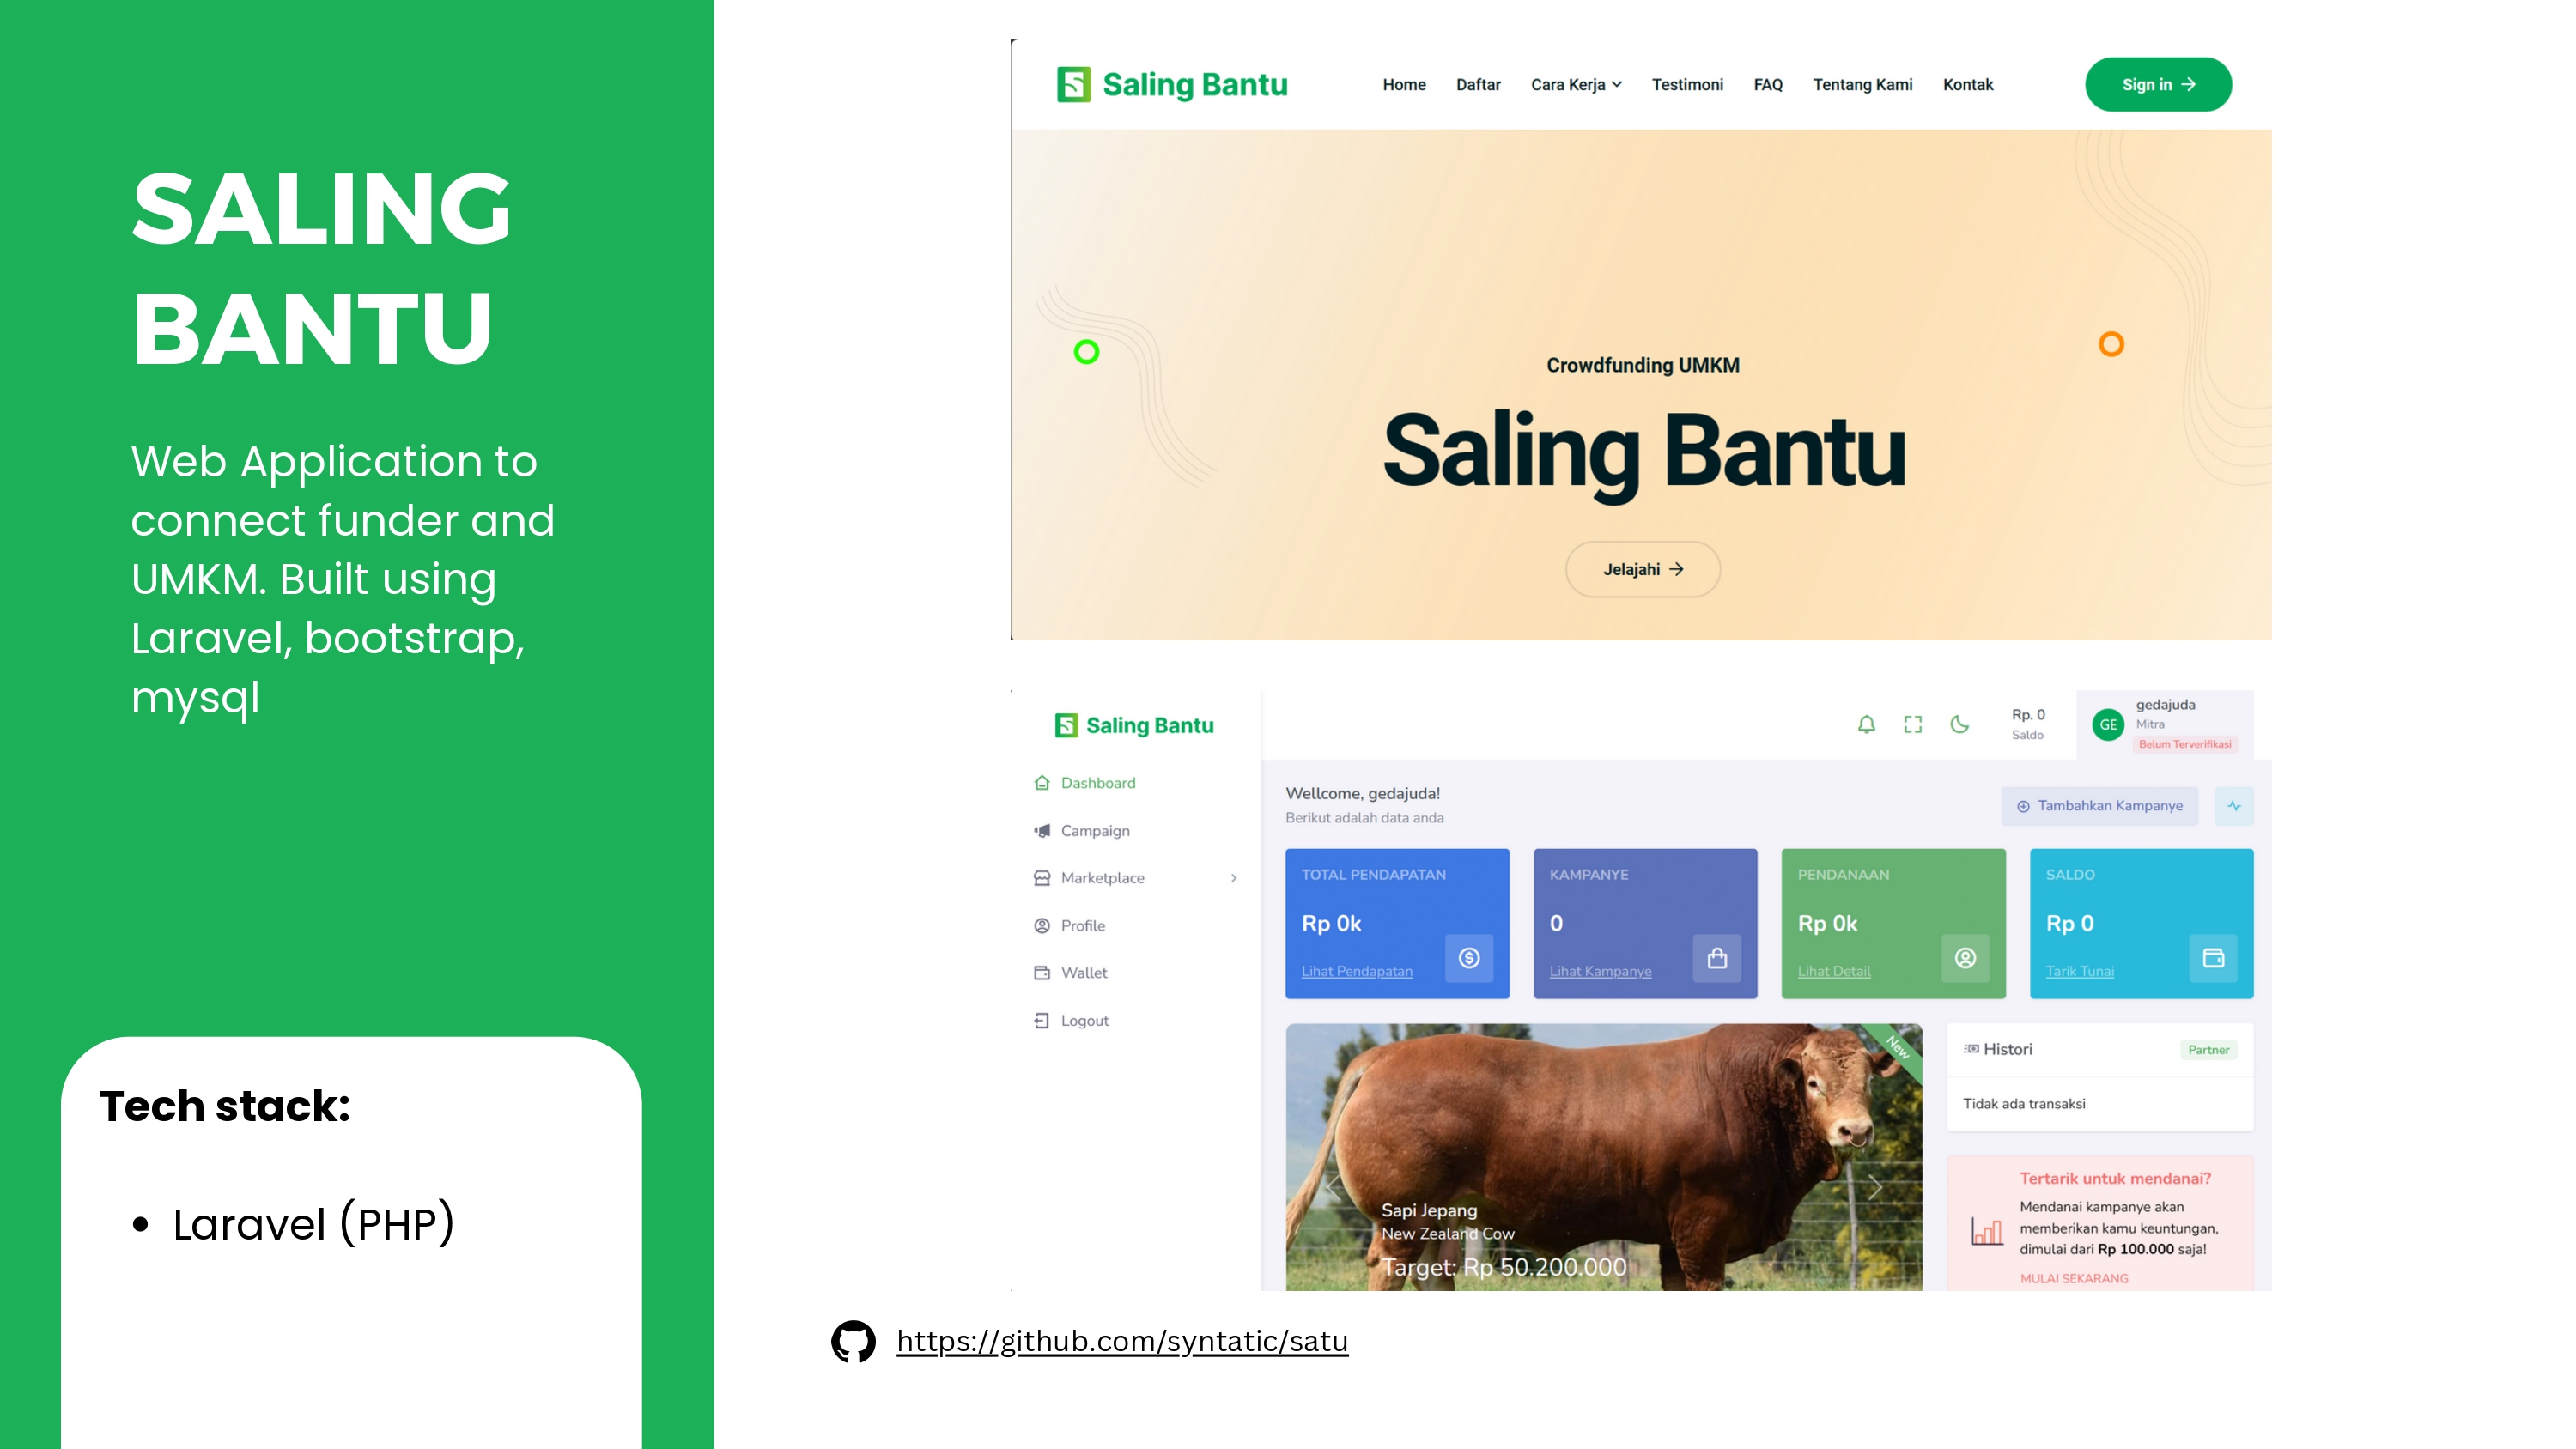 SALING
BANTU
Web Application to
connect funder and
UMKM. Built using
Laravel, bootstrap,
mysql
Tech stack:
• Laravel (PHP)
Saling Bantu
Home Daftar Cara Kerja Testimoni FAQ Tentang Kami Kontak Sign in
Crowdfunding UMKM
Saling Bantu
Jelajahi
Saling Bantu
Dashboard
Campaign
Marketplace
Profile
Wallet
Logout
Rp. 0
Saldo
GE
gedajuda
Mitra
Belum Terverifikasi
Wellcome, gedajuda!
Berikut adalah data anda
Tambahkan Kampanye
TOTAL PENDAPATAN
Rp 0k
Lihat Pendapatan
KAMPANYE
0
Lihat Kampanye
PENDANAAN
Rp 0k
Lihat Detail
SALDO
Rp 0
Tarik Tunai
New
Sapi Jepang
New Zealand Cow
Target: Rp 50.200.000
Histori Partner
Tidak ada transaksi
Tertarik untuk mendanai?
Mendanai kampanye akan
memberikan kamu keuntungan,
dimulai dari Rp 100.000 saja!
MULAI SEKARANG
https://github.com/syntatic/satu